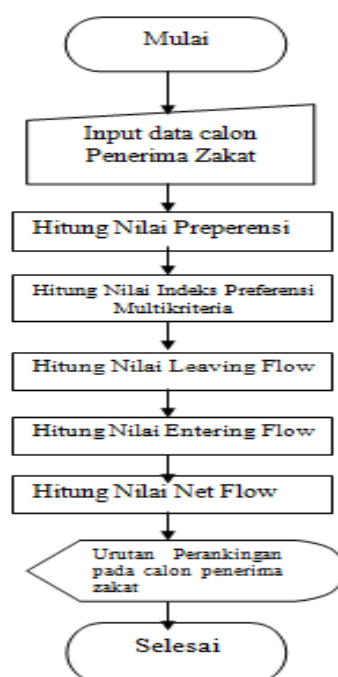 Mulai
Input data calon
Penerima Zakat
Hitung Nilai Preperensi
Hitung Nilai Indeks Preferensi
Multikriteria
Hitung Nilai Leaving Flow
Hitung Nilai Entering Flow
Hitung Nilai Net Flow
Urutan Perankingan
pada calon penerima
zakat
Selesai